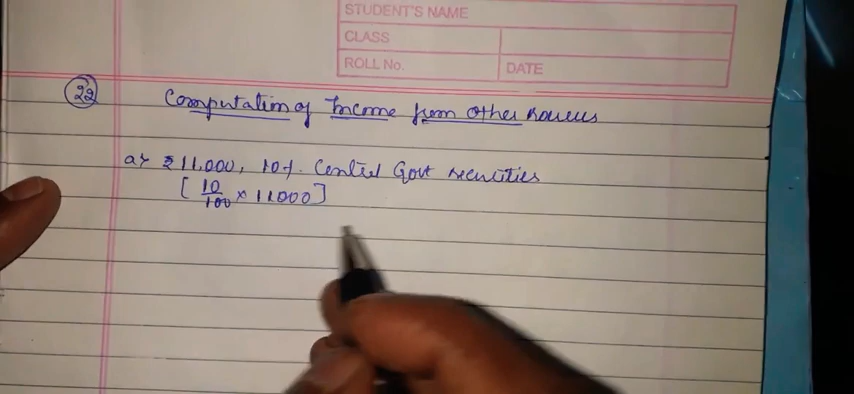 STUDENT'S NAME
CLASS
ROLL No.
DATE
22
Computation of Income from other sources
a> ₹11,000, 10%. Central Govt securities
[ 10/100 × 11000 ]